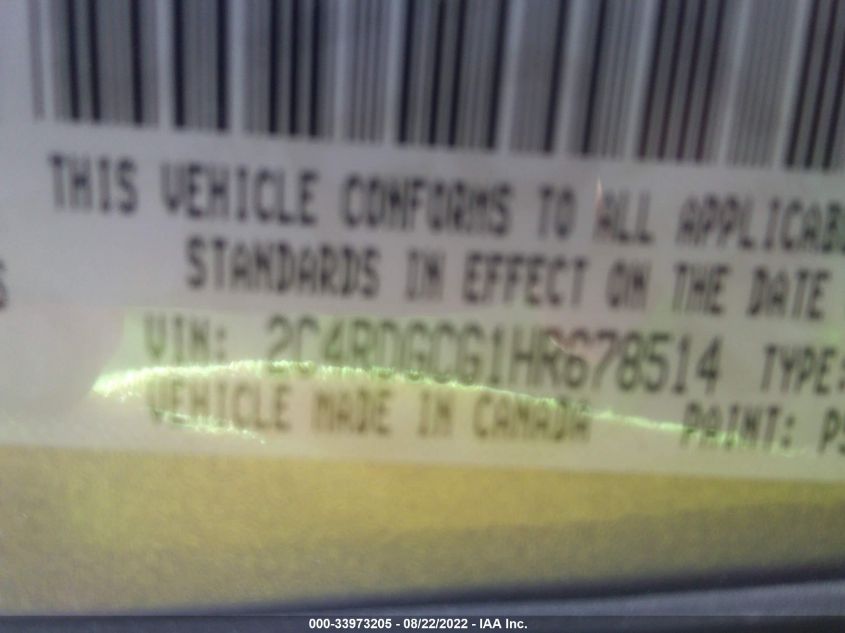 THIS VEHICLE CONFORMS TO ALL APPLICAB
STANDARDS IN EFFECT ON THE DATE
VIN: 2C4RDGCG1HR678514 TYPE:
VEHICLE MADE IN CANADA PAINT: PS
000-33973205 - 08/22/2022 - IAA Inc.